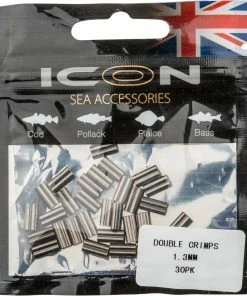 ICON
SEA ACCESSORIES
Cod Pollack Plaice Bass
DOUBLE CRIMPS
1.3MM
30PK